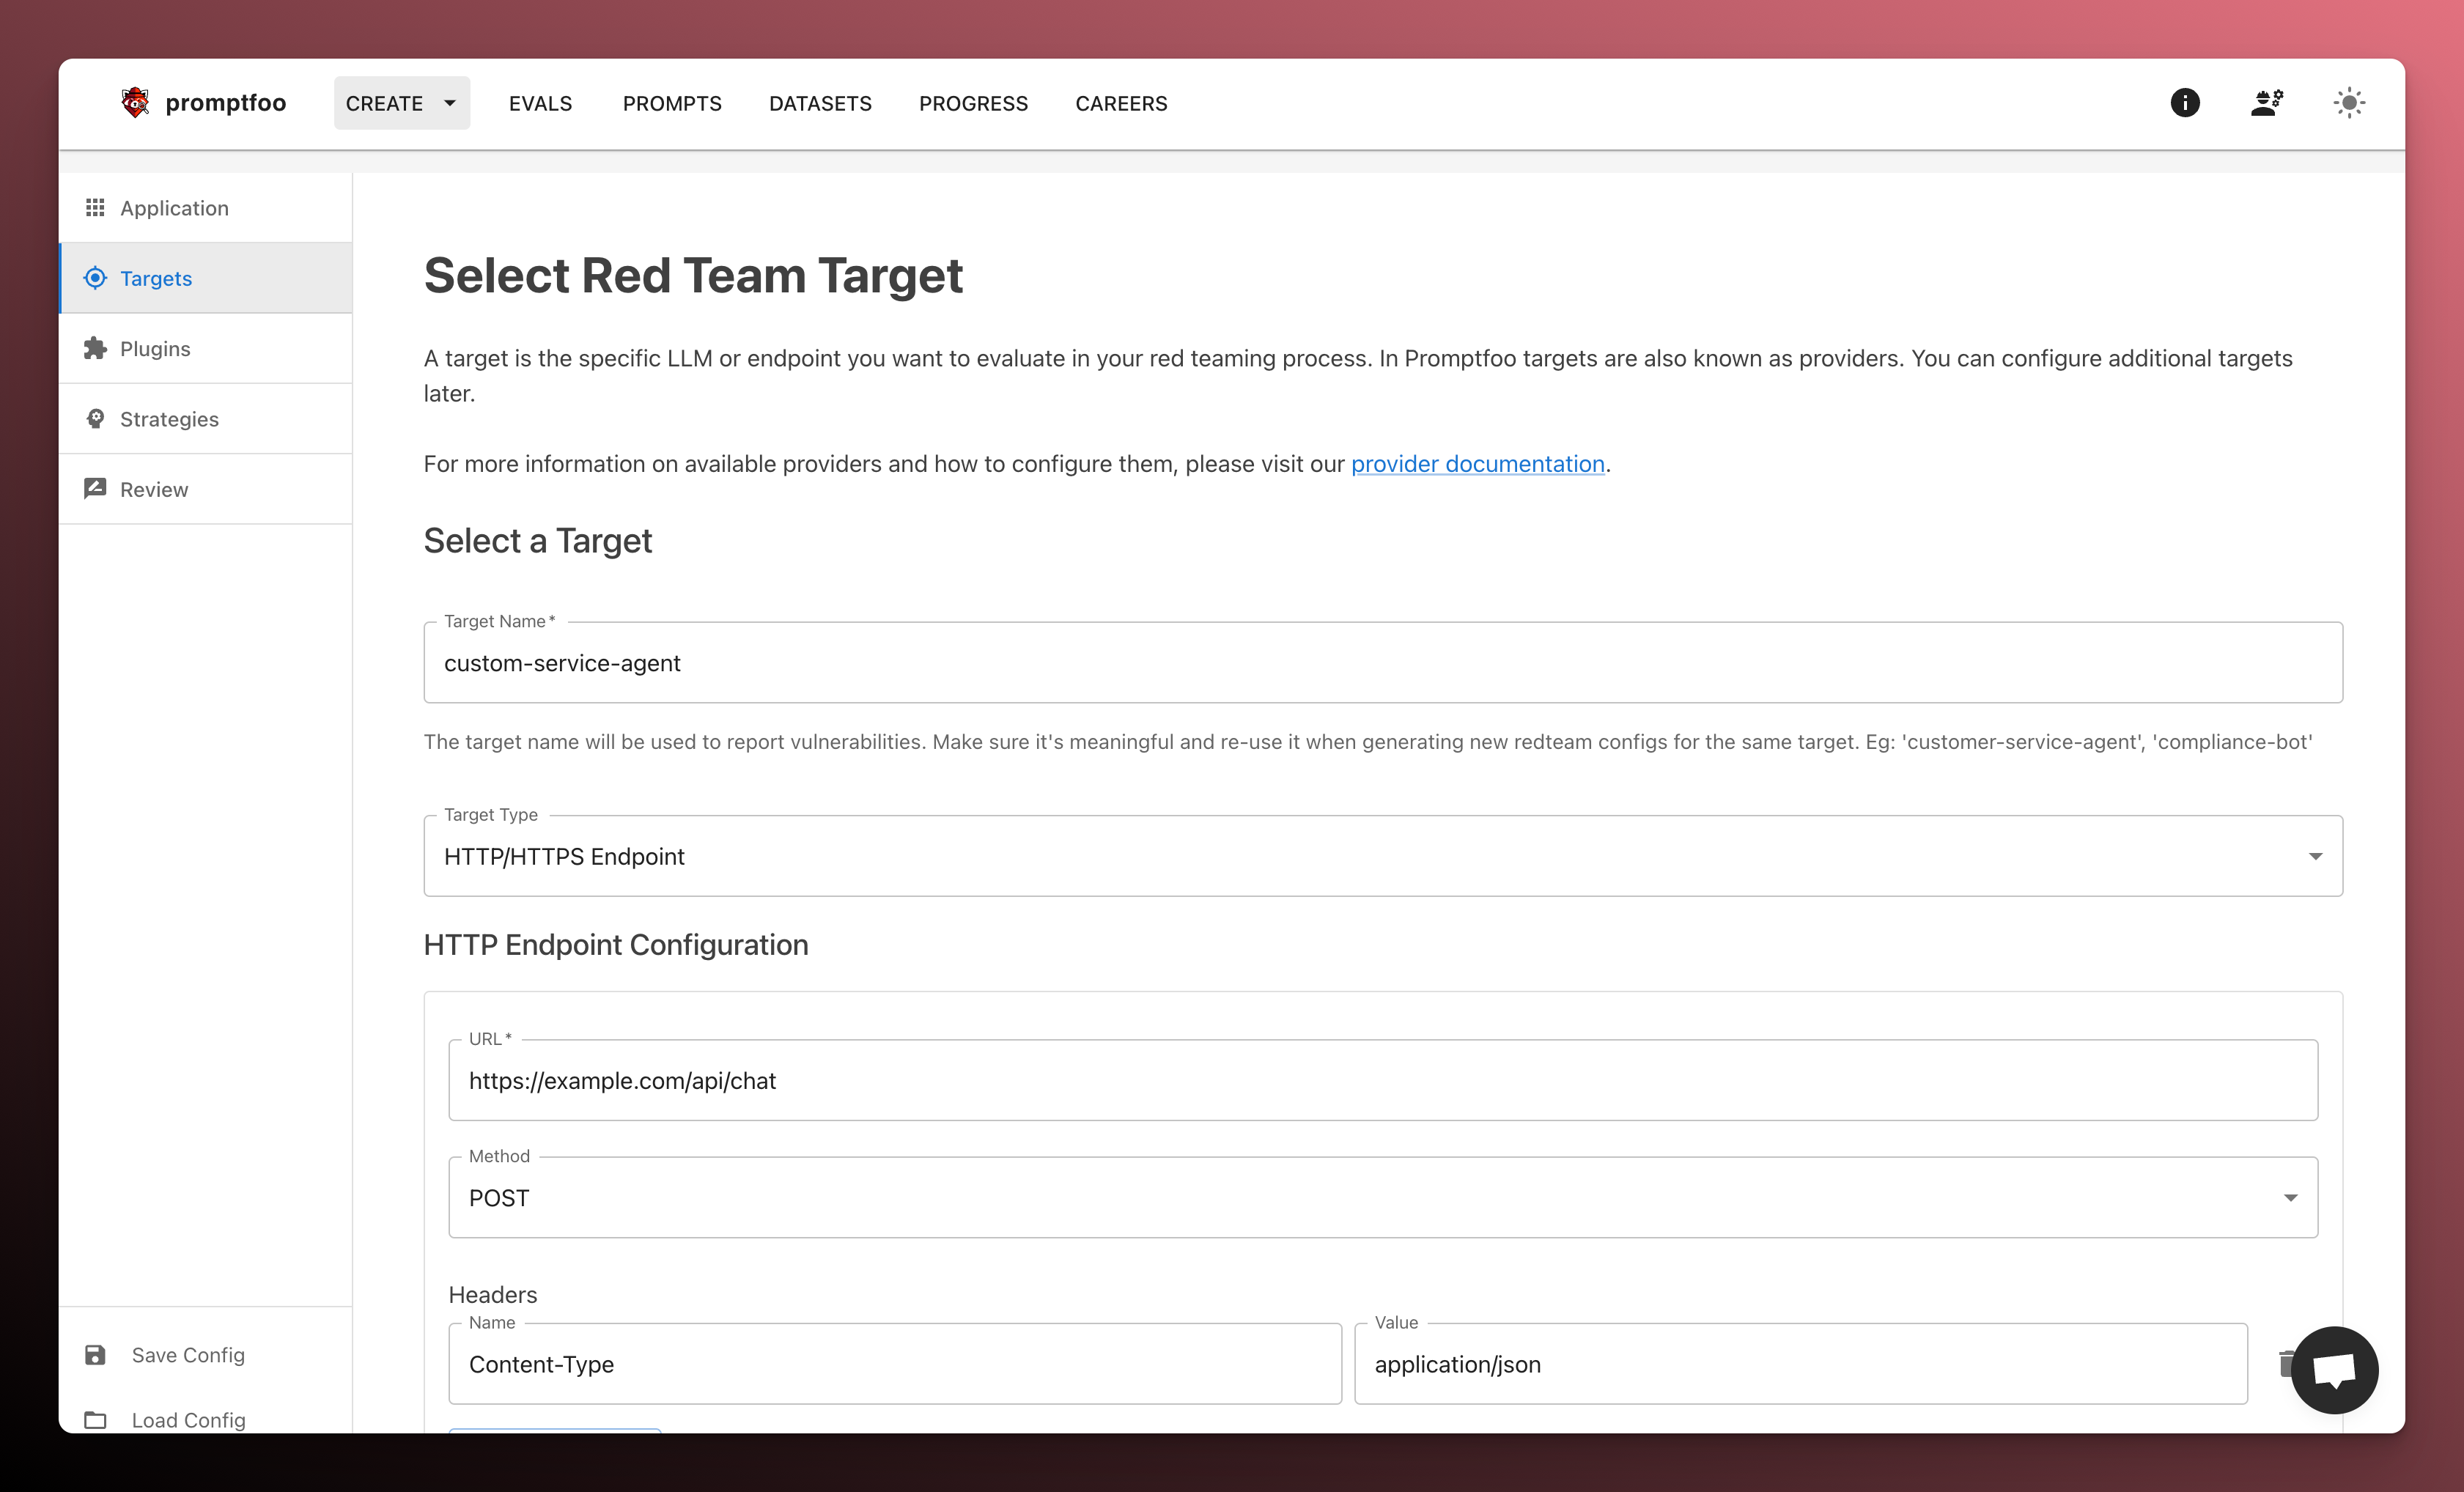 promptfoo
CREATE
EVALS
PROMPTS
DATASETS
PROGRESS
CAREERS
Application
Targets
Plugins
Strategies
Review
Save Config
Load Config
Select Red Team Target
A target is the specific LLM or endpoint you want to evaluate in your red teaming process. In Promptfoo targets are also known as providers. You can configure additional targets
later.
For more information on available providers and how to configure them, please visit our provider documentation.
Select a Target
Target Name*
custom-service-agent
The target name will be used to report vulnerabilities. Make sure it's meaningful and re-use it when generating new redteam configs for the same target. Eg: 'customer-service-agent', 'compliance-bot'
Target Type
HTTP/HTTPS Endpoint
HTTP Endpoint Configuration
URL*
https://example.com/api/chat
Method
POST
Headers
Name
Content-Type
Value
application/json